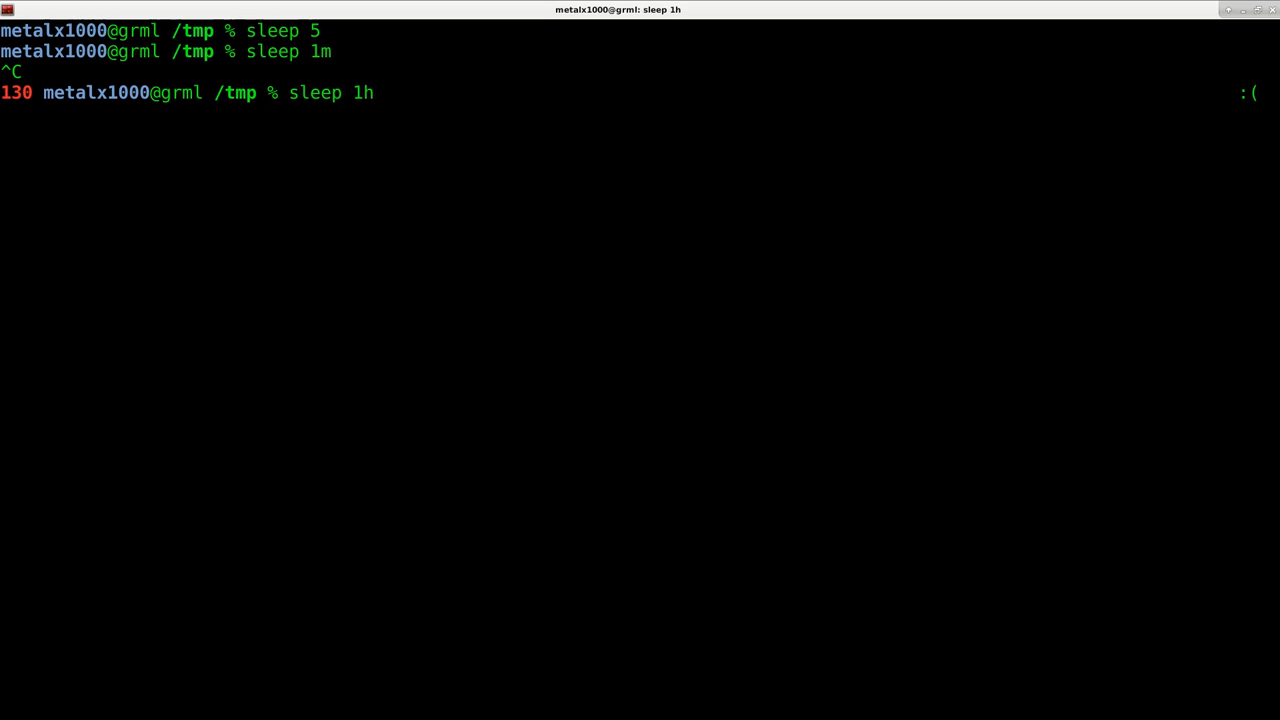 metalx1000@grml: sleep 1h
metalx1000@grml /tmp % sleep 5
metalx1000@grml /tmp % sleep 1m
^C
130 metalx1000@grml /tmp % sleep 1h :(